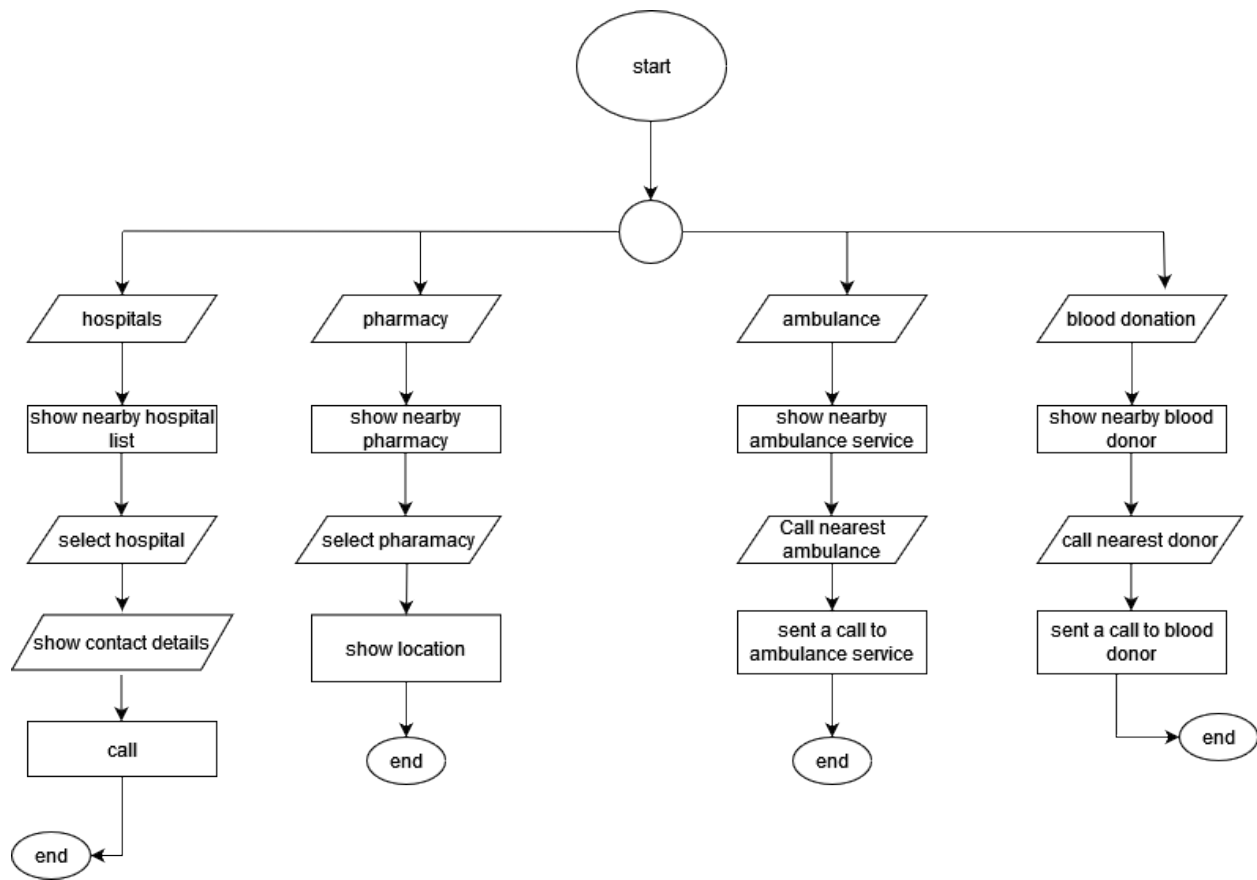 start
hospitals
pharmacy
ambulance
blood donation
show nearby hospital
list
show nearby
pharmacy
show nearby
ambulance service
show nearby blood
donor
select hospital
select pharamacy
Call nearest
ambulance
call nearest donor
show contact details
show location
sent a call to
ambulance service
sent a call to blood
donor
call
end
end
end
end